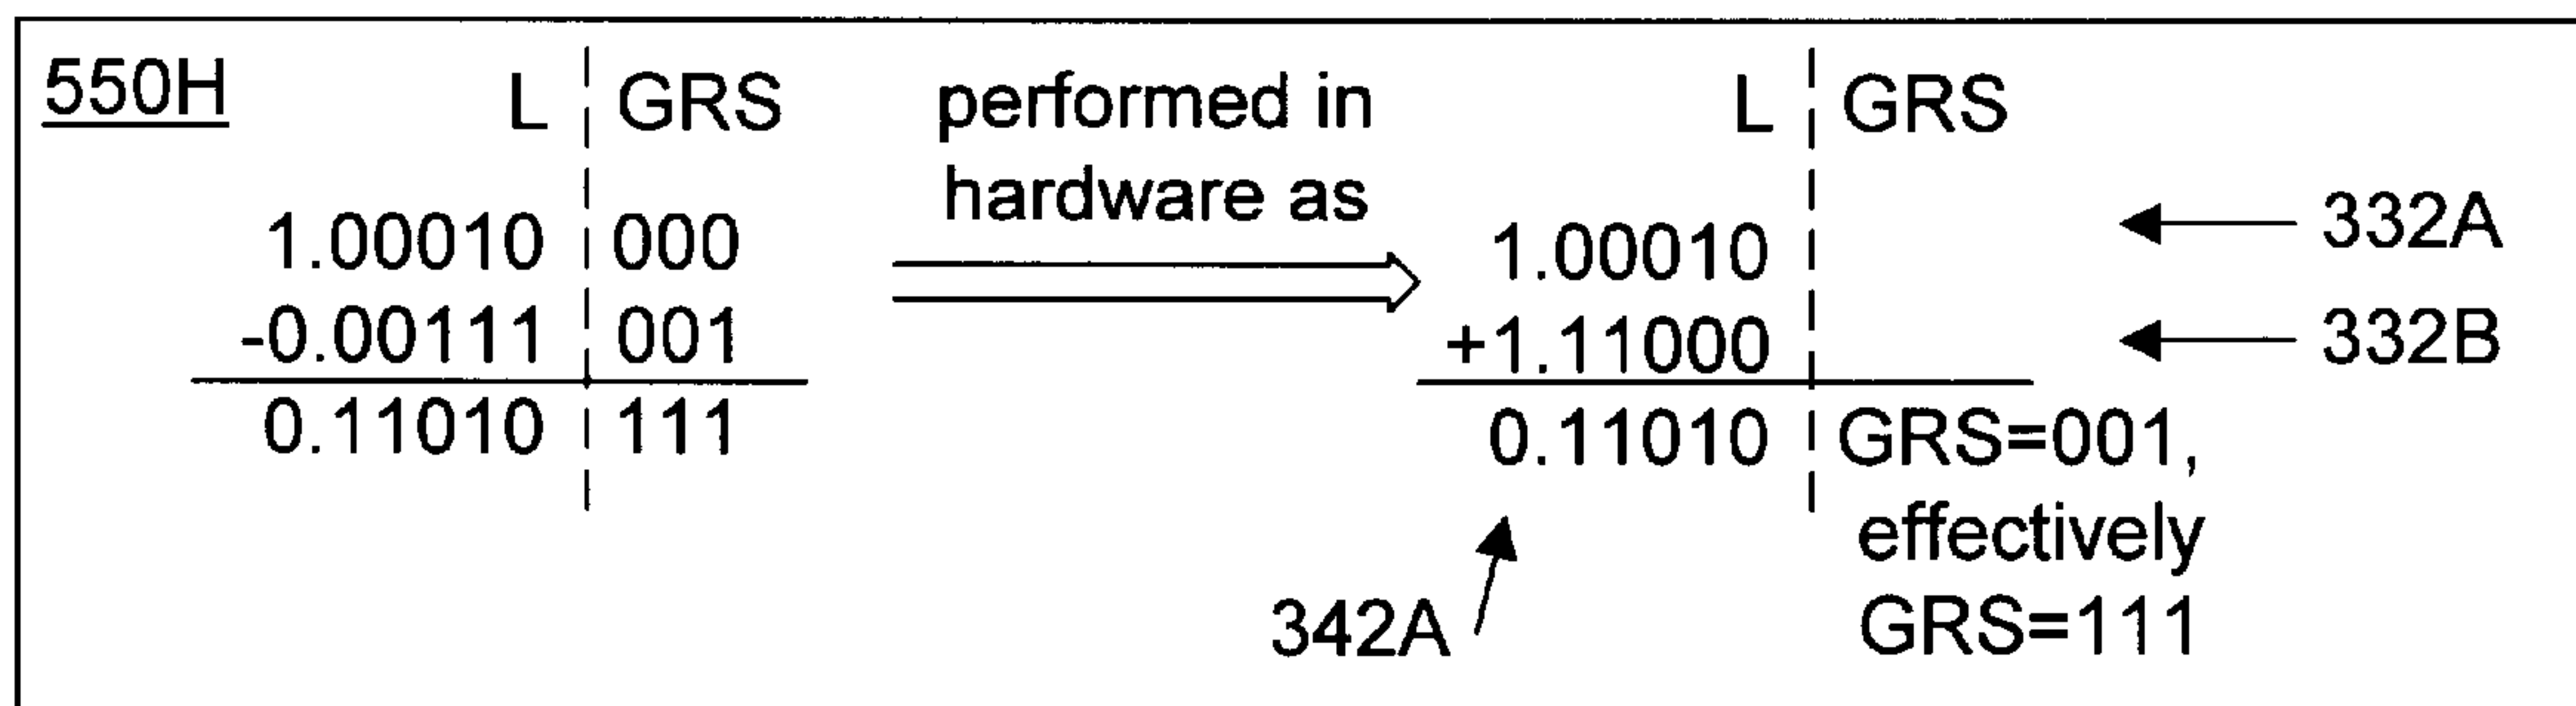 550H
L GRS
1.00010 000
-0.00111 001
0.11010 111
performed in
hardware as
L GRS
1.00010
+1.11000
0.11010 GRS=001,
effectively
GRS=111
332A
332B
342A